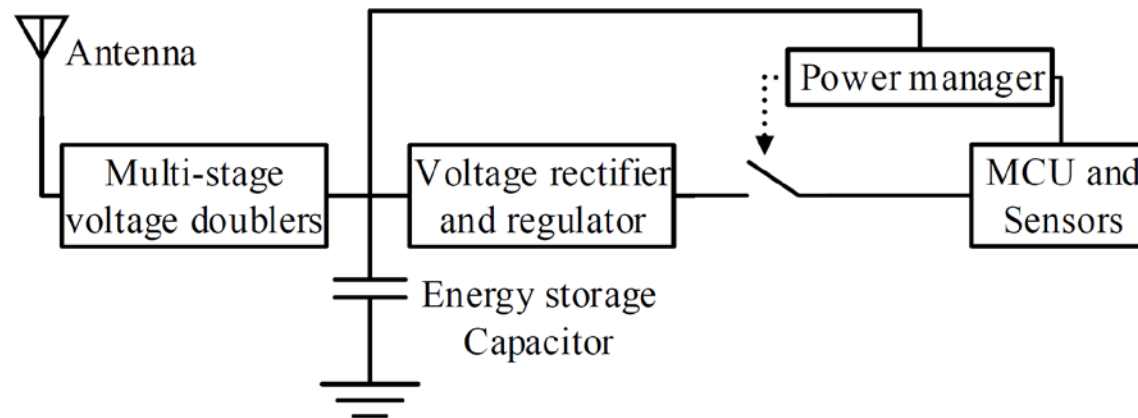 Antenna
Power manager
Multi-stage
voltage doublers
Voltage rectifier
and regulator
MCU and
Sensors
Energy storage
Capacitor